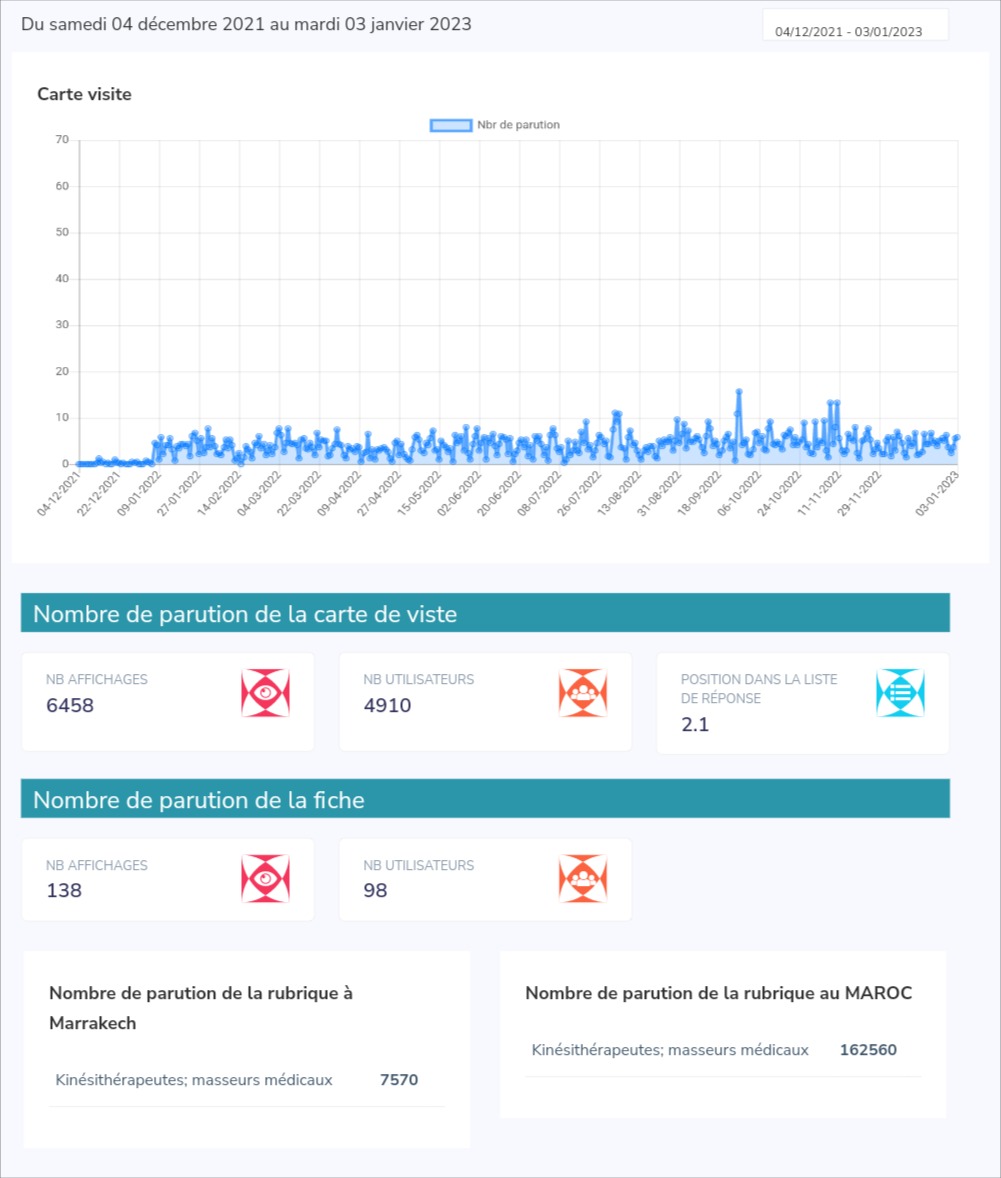 Du samedi 04 décembre 2021 au mardi 03 janvier 2023
04/12/2021 - 03/01/2023
Carte visite
Nbr de parution
70
60
50
40
30
20
10
0
04-12-2021
22-12-2021
09-01-2022
27-01-2022
14-02-2022
04-03-2022
22-03-2022
09-04-2022
27-04-2022
15-05-2022
02-06-2022
20-06-2022
08-07-2022
26-07-2022
13-08-2022
31-08-2022
18-09-2022
06-10-2022
24-10-2022
11-11-2022
29-11-2022
03-01-2023
Nombre de parution de la carte de viste
NB AFFICHAGES
6458
NB UTILISATEURS
4910
POSITION DANS LA LISTE
DE RÉPONSE
2.1
Nombre de parution de la fiche
NB AFFICHAGES
138
NB UTILISATEURS
98
Nombre de parution de la rubrique à
Marrakech
Kinésithérapeutes; masseurs médicaux 7570
Nombre de parution de la rubrique au MAROC
Kinésithérapeutes; masseurs médicaux 162560